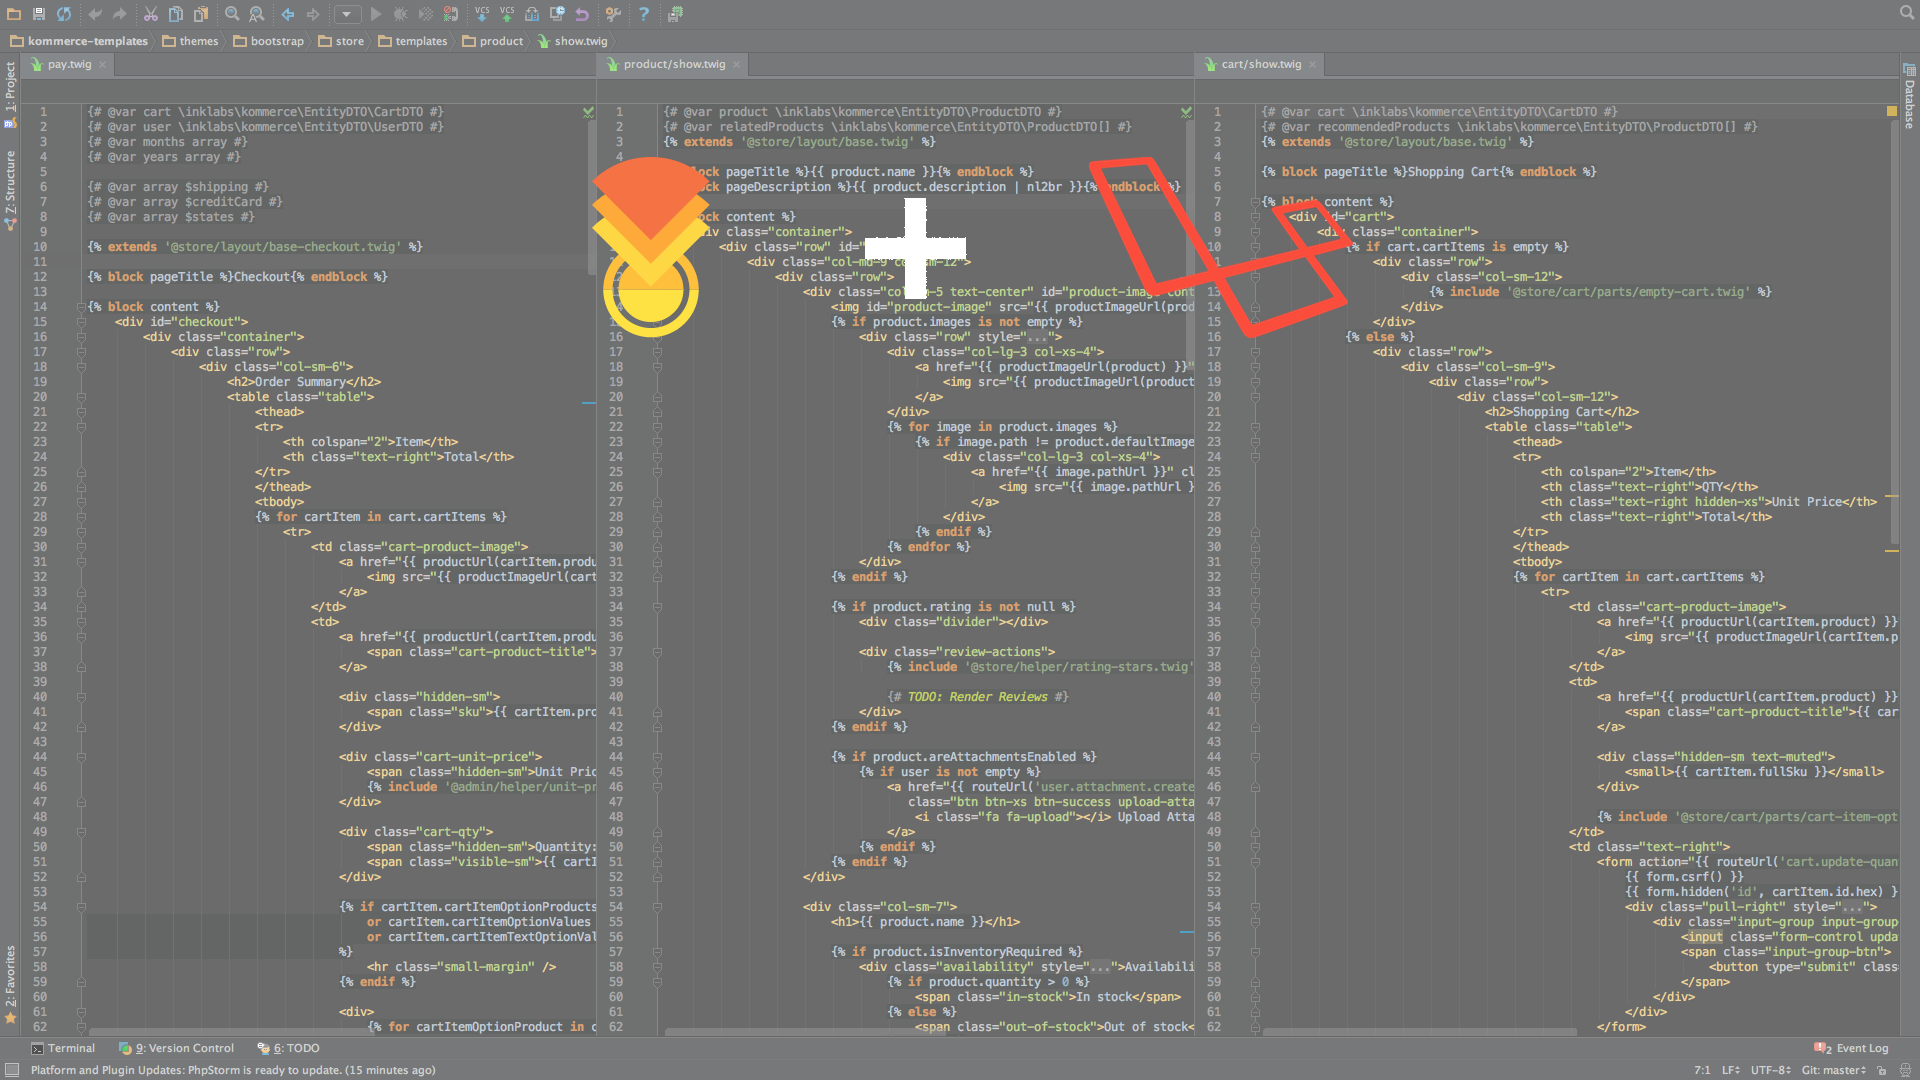 kommerce-templates themes bootstrap store templates product show.twig
pay.twig
product/show.twig
cart/show.twig
1: Project
Z: Structure
2: Favorites
Database
1 {# @var cart \inklabs\kommerce\EntityDTO\CartDTO #}
2 {# @var user \inklabs\kommerce\EntityDTO\UserDTO #}
3 {# @var months array #}
4 {# @var years array #}
5
6 {# @var array $shipping #}
7 {# @var array $creditCard #}
8 {# @var array $states #}
9
10 {% extends '@store/layout/base-checkout.twig' %}
11
12 {% block pageTitle %}Checkout{% endblock %}
13
14 {% block content %}
15 <div id="checkout">
16 <div class="container">
17 <div class="row">
18 <div class="col-sm-6">
19 <h2>Order Summary</h2>
20 <table class="table">
21 <thead>
22 <tr>
23 <th colspan="2">Item</th>
24 <th class="text-right">Total</th>
25 </tr>
26 </thead>
27 <tbody>
28 {% for cartItem in cart.cartItems %}
29 <tr>
30 <td class="cart-product-image">
31 <a href="{{ productUrl(cartItem.produ
32 <img src="{{ productImageUrl(cart
33 </a>
34 </td>
35 <td>
36 <a href="{{ productUrl(cartItem.produ
37 <span class="cart-product-title">
38 </a>
39
40 <div class="hidden-sm">
41 <span class="sku">{{ cartItem.pro
42 </div>
43
44 <div class="cart-unit-price">
45 <span class="hidden-sm">Unit Pric
46 {% include '@admin/helper/unit-pr
47 </div>
48
49 <div class="cart-qty">
50 <span class="hidden-sm">Quantity:
51 <span class="visible-sm">{{ cartI
52 </div>
53
54 {% if cartItem.cartItemOptionProducts
55 or cartItem.cartItemOptionValues
56 or cartItem.cartItemTextOptionVal
57 %}
58 <hr class="small-margin" />
59 {% endif %}
60
61 <div>
62 {% for cartItemOptionProduct in c
1 {# @var product \inklabs\kommerce\EntityDTO\ProductDTO #}
2 {# @var relatedProducts \inklabs\kommerce\EntityDTO\ProductDTO[] #}
3 {% extends '@store/layout/base.twig' %}
4
pageTitle %}{{ product.name }}{% endblock %}
pageDescription %}{{ product.description | nl2br }}{% endblock %}
content %}
class="container">
<div class="row" id=
<div class="col-md-9 col-sm-12">
<div class="row">
<div class="col-sm-5 text-center" id="product-image-cont
<img id="product-image" src="{{ productImageUrl(prod
{% if product.images is not empty %}
16 <div class="row" style="...">
17 <div class="col-lg-3 col-xs-4">
18 <a href="{{ productImageUrl(product) }}"
19 <img src="{{ productImageUrl(product
20 </a>
21 </div>
22 {% for image in product.images %}
23 {% if image.path != product.defaultImage
24 <div class="col-lg-3 col-xs-4">
25 <a href="{{ image.pathUrl }}" cl
26 <img src="{{ image.pathUrl }
27 </a>
28 </div>
29 {% endif %}
30 {% endfor %}
31 </div>
32 {% endif %}
33
34 {% if product.rating is not null %}
35 <div class="divider"></div>
36
37 <div class="review-actions">
38 {% include '@store/helper/rating-stars.twig'
39
40 {# TODO: Render Reviews #}
41 </div>
42 {% endif %}
43
44 {% if product.areAttachmentsEnabled %}
45 {% if user is not empty %}
46 <a href="{{ routeUrl('user.attachment.create
47 class="btn btn-xs btn-success upload-atta
48 <i class="fa fa-upload"></i> Upload Atta
49 </a>
50 {% endif %}
51 {% endif %}
52 </div>
53
54 <div class="col-sm-7">
55 <h1>{{ product.name }}</h1>
56
57 {% if product.isInventoryRequired %}
58 <div class="availability" style="...">Availabili
59 {% if product.quantity > 0 %}
60 <span class="in-stock">In stock</span>
61 {% else %}
62 <span class="out-of-stock">Out of stock<
1 {# @var cart \inklabs\kommerce\EntityDTO\CartDTO #}
2 {# @var recommendedProducts \inklabs\kommerce\EntityDTO\ProductDTO[] #}
3 {% extends '@store/layout/base.twig' %}
4
5 {% block pageTitle %}Shopping Cart{% endblock %}
6
7 {% block content %}
8 <div id="cart">
9 <div class="container">
10 {% if cart.cartItems is empty %}
11 <div class="row">
12 <div class="col-sm-12">
13 {% include '@store/cart/parts/empty-cart.twig' %}
14 </div>
15 </div>
16 {% else %}
17 <div class="row">
18 <div class="col-sm-9">
19 <div class="row">
20 <div class="col-sm-12">
21 <h2>Shopping Cart</h2>
22 <table class="table">
23 <thead>
24 <tr>
25 <th colspan="2">Item</th>
26 <th class="text-right">QTY</th>
27 <th class="text-right hidden-xs">Unit Price</th>
28 <th class="text-right">Total</th>
29 </tr>
30 </thead>
31 <tbody>
32 {% for cartItem in cart.cartItems %}
33 <tr>
34 <td class="cart-product-image">
35 <a href="{{ productUrl(cartItem.product) }}
36 <img src="{{ productImageUrl(cartItem.p
37 </a>
38 </td>
39 <td>
40 <a href="{{ productUrl(cartItem.product) }}
41 <span class="cart-product-title">{{ car
42 </a>
43
44 <div class="hidden-sm text-muted">
45 <small>{{ cartItem.fullSku }}</small>
46 </div>
47
48 {% include '@store/cart/parts/cart-item-opt
49 </td>
50 <td class="text-right">
51 <form action="{{ routeUrl('cart.update-quan
52 {{ form.csrf() }}
53 {{ form.hidden('id', cartItem.id.hex) }
54 <div class="pull-right" style="...">
55 <div class="input-group input-group-
56 <input class="form-control upda
57 <span class="input-group-btn">
58 <button type="submit" clas
59 </span>
60 </div>
61 </div>
62 </form>
Terminal 9: Version Control 6: TODO 2 Event Log
Platform and Plugin Updates: PhpStorm is ready to update. (15 minutes ago) 7:1 LF UTF-8 Git: master